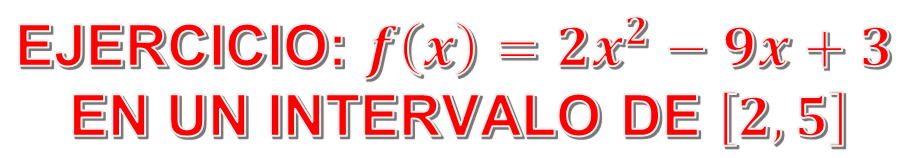 EJERCICIO: f(x) = 2x² − 9x + 3
EN UN INTERVALO DE [2, 5]